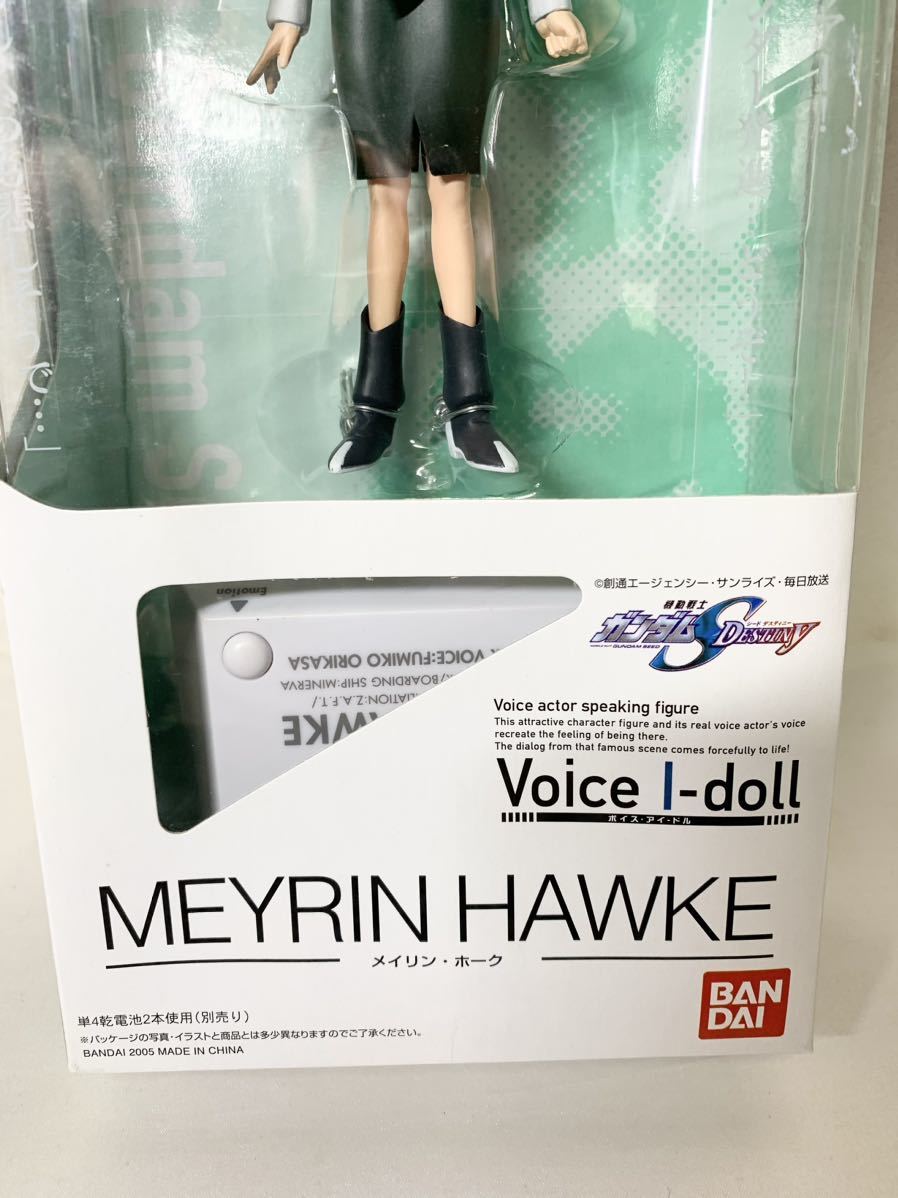 Gundam S
で…」
Emotion
VOICE:FUMIKO ORIKASA
/BOARDING SHIP:MINERVA
LIATION:Z.A.F.T./
AWKE
©創通エージェンシー・サンライズ・毎日放送
機動戦士
ガンダム SEED DESTINY
シード デスティニー
MOBILE SUIT GUNDAM SEED
Voice actor speaking figure
This attractive character figure and its real voice actor's voice
recreate the feeling of being there.
The dialog from that famous scene comes forcefully to life!
Voice I-doll
ボイス・アイ-ドル
MEYRIN HAWKE
メイリン・ホーク
BAN
DAI
単4乾電池2本使用(別売り)
※パッケージの写真・イラストと商品とは多少異なりますのでご了承ください。
BANDAI 2005 MADE IN CHINA